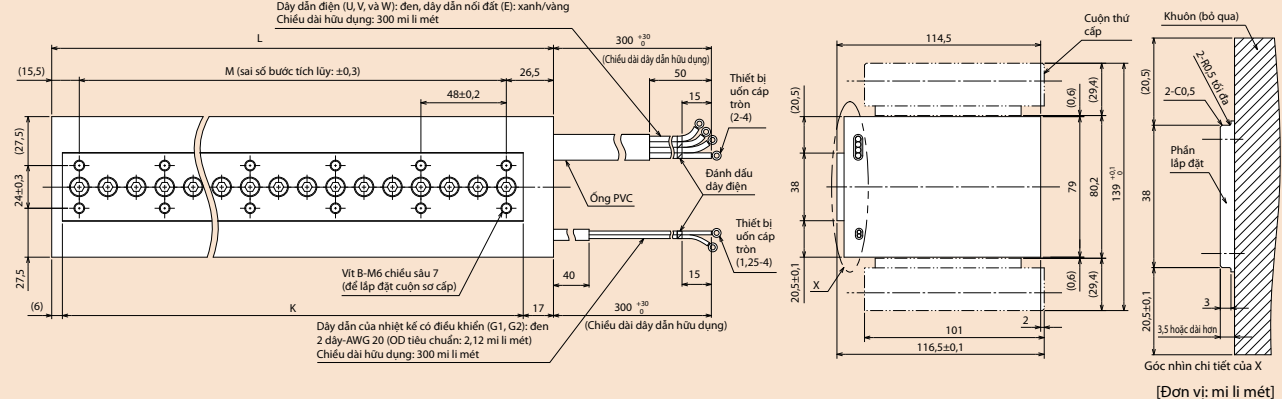 Dây dẫn điện (U, V, và W): đen, dây dẫn nối đất (E): xanh/vàng
Chiều dài hữu dụng: 300 mi li mét
L
300 +30 0
(Chiều dài dây dẫn hữu dụng)
(15,5)
M (sai số bước tích lũy: ±0,3)
26,5
50
48±0,2
15
Thiết bị
uốn cáp
tròn
(2-4)
(27,5)
24±0,3
27,5
Ống PVC
Đánh dấu
dây điện
Thiết bị
uốn cáp
tròn
(1,25-4)
Vít B-M6 chiều sâu 7
(để lắp đặt cuộn sơ cấp)
40
15
(6)
K
17
300 +30 0
(Chiều dài dây dẫn hữu dụng)
Dây dẫn của nhiệt kế có điều khiển (G1, G2): đen
2 dây-AWG 20 (OD tiêu chuẩn: 2,12 mi li mét)
Chiều dài hữu dụng: 300 mi li mét
114,5
Cuộn thứ
cấp
(20,5)
38
20,5±0,1
X
(0,6)
(29,4)
79
80,2
139 +0,1 0
(0,6)
(29,4)
2
101
116,5±0,1
Khuôn (bỏ qua)
(20,5)
2-R0,5 tối đa
2-C0,5
Phần
lắp đặt
38
20,5±0,1
3
3,5 hoặc dài hơn
Góc nhìn chi tiết của X
[Đơn vị: mi li mét]